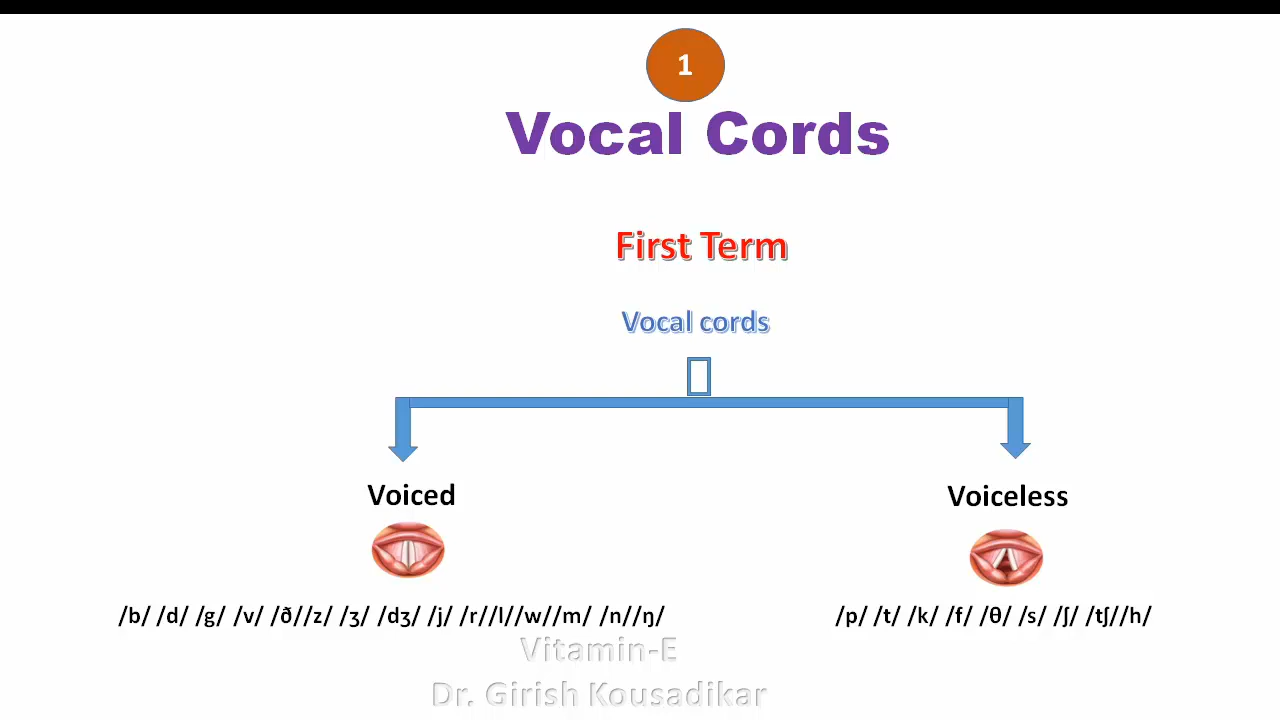 1
Vocal Cords
First Term
Vocal cords
Voiced
Voiceless
/b/ /d/ /g/ /v/ /ð//z/ /ʒ/ /dʒ/ /j/ /r//l//w//m/ /n//ŋ/
/p/ /t/ /k/ /f/ /θ/ /s/ /ʃ/ /tʃ//h/
Vitamin-E
Dr. Girish Kousadikar